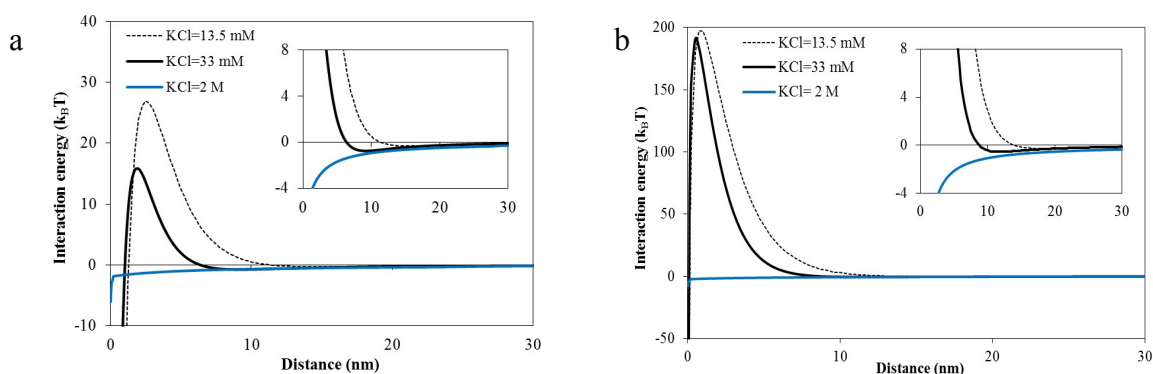 a
Interaction energy (kBT)
40
30
20
10
0
-10
KCl=13.5 mM
KCl=33 mM
KCl=2 M
8
4
0
-4
0 10 20 30
0 10 20 30
Distance (nm)
b
Interaction energy (kBT)
200
150
100
50
0
-50
KCl=13.5 mM
KCl=33 mM
KCl= 2 M
8
4
0
-4
0 10 20 30
0 10 20 30
Distance (nm)